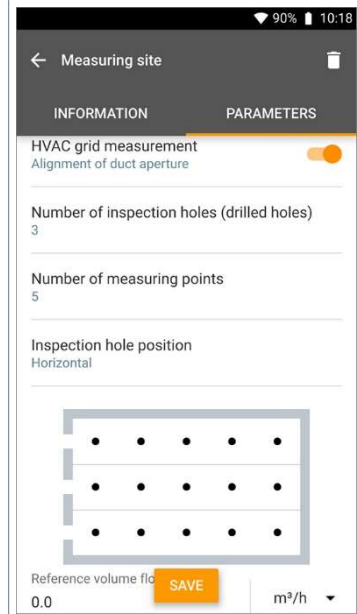 90% 10:18
Measuring site
INFORMATION PARAMETERS
HVAC grid measurement
Alignment of duct aperture
Number of inspection holes (drilled holes)
3
Number of measuring points
5
Inspection hole position
Horizontal
Reference volume flo
SAVE
0.0 m³/h